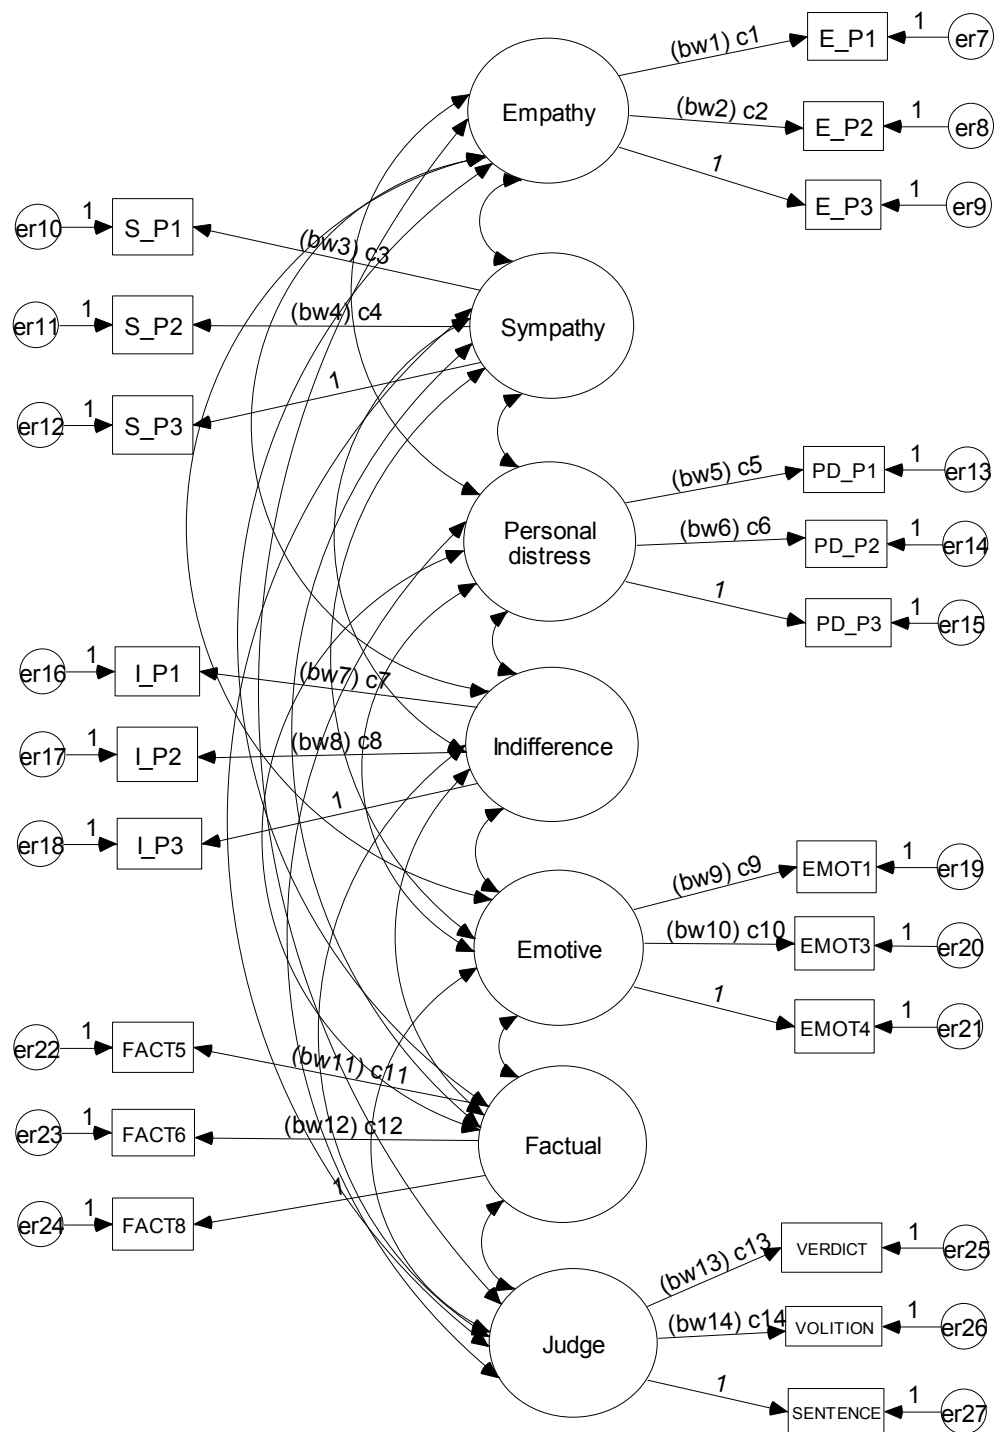 (bw1) c1
E_P1
1
er7
Empathy
(bw2) c2
E_P2
1
er8
1
E_P3
1
er9
er10
1
S_P1
(bw3) c3
er11
1
S_P2
(bw4) c4
Sympathy
er12
1
S_P3
1
(bw5) c5
PD_P1
1
er13
Personal
distress
(bw6) c6
PD_P2
1
er14
1
PD_P3
1
er15
er16
1
I_P1
(bw7) c7
er17
1
I_P2
(bw8) c8
Indifference
er18
1
I_P3
1
(bw9) c9
EMOT1
1
er19
Emotive
(bw10) c10
EMOT3
1
er20
1
EMOT4
1
er21
er22
1
FACT5
(bw11) c11
er23
1
FACT6
(bw12) c12
Factual
er24
1
FACT8
1
(bw13) c13
VERDICT
1
er25
Judge
(bw14) c14
VOLITION
1
er26
1
SENTENCE
1
er27